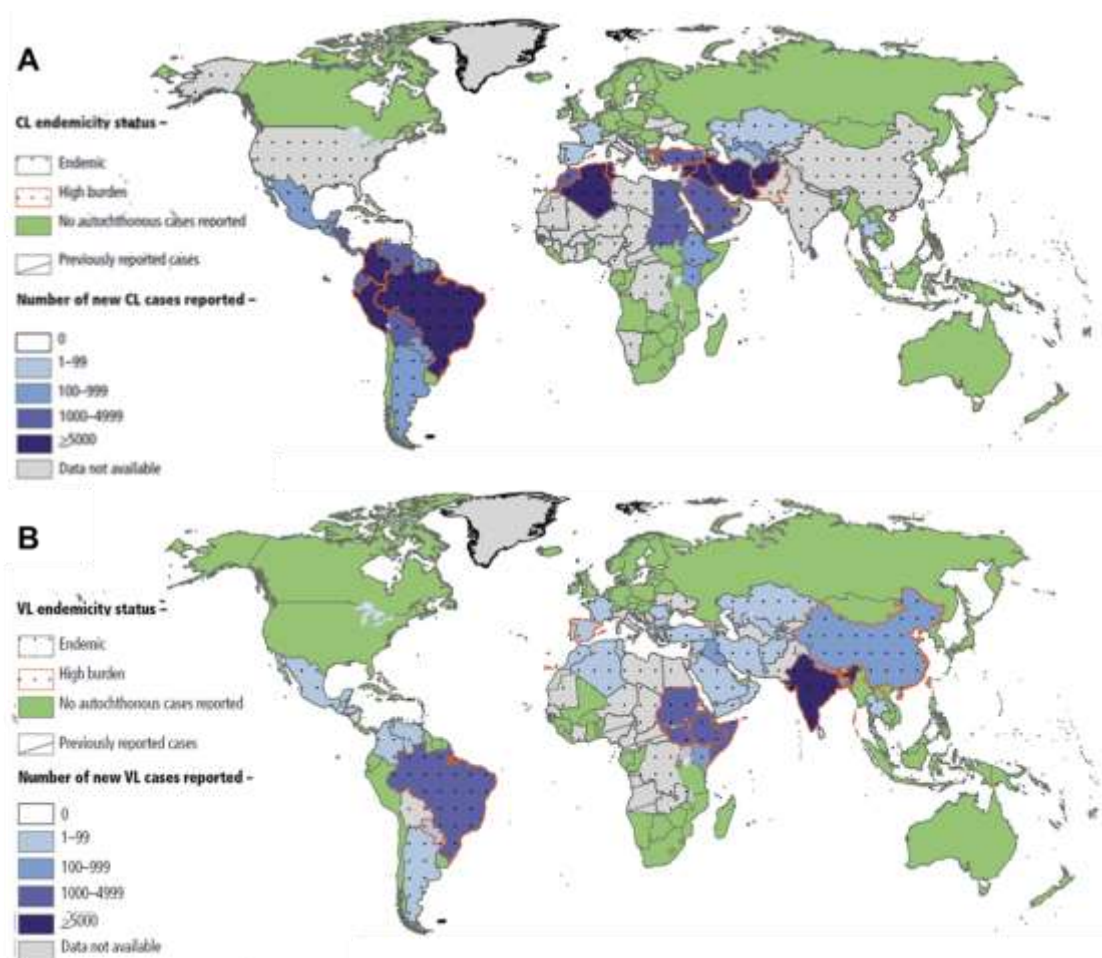 A
CL endemicity status –
Endemic
High burden
No autochthonous cases reported
Previously reported cases
Number of new CL cases reported –
0
1–99
100–999
1000–4999
≥5000
Data not available
B
VL endemicity status –
Endemic
High burden
No autochthonous cases reported
Previously reported cases
Number of new VL cases reported –
0
1–99
100–999
1000–4999
≥5000
Data not available